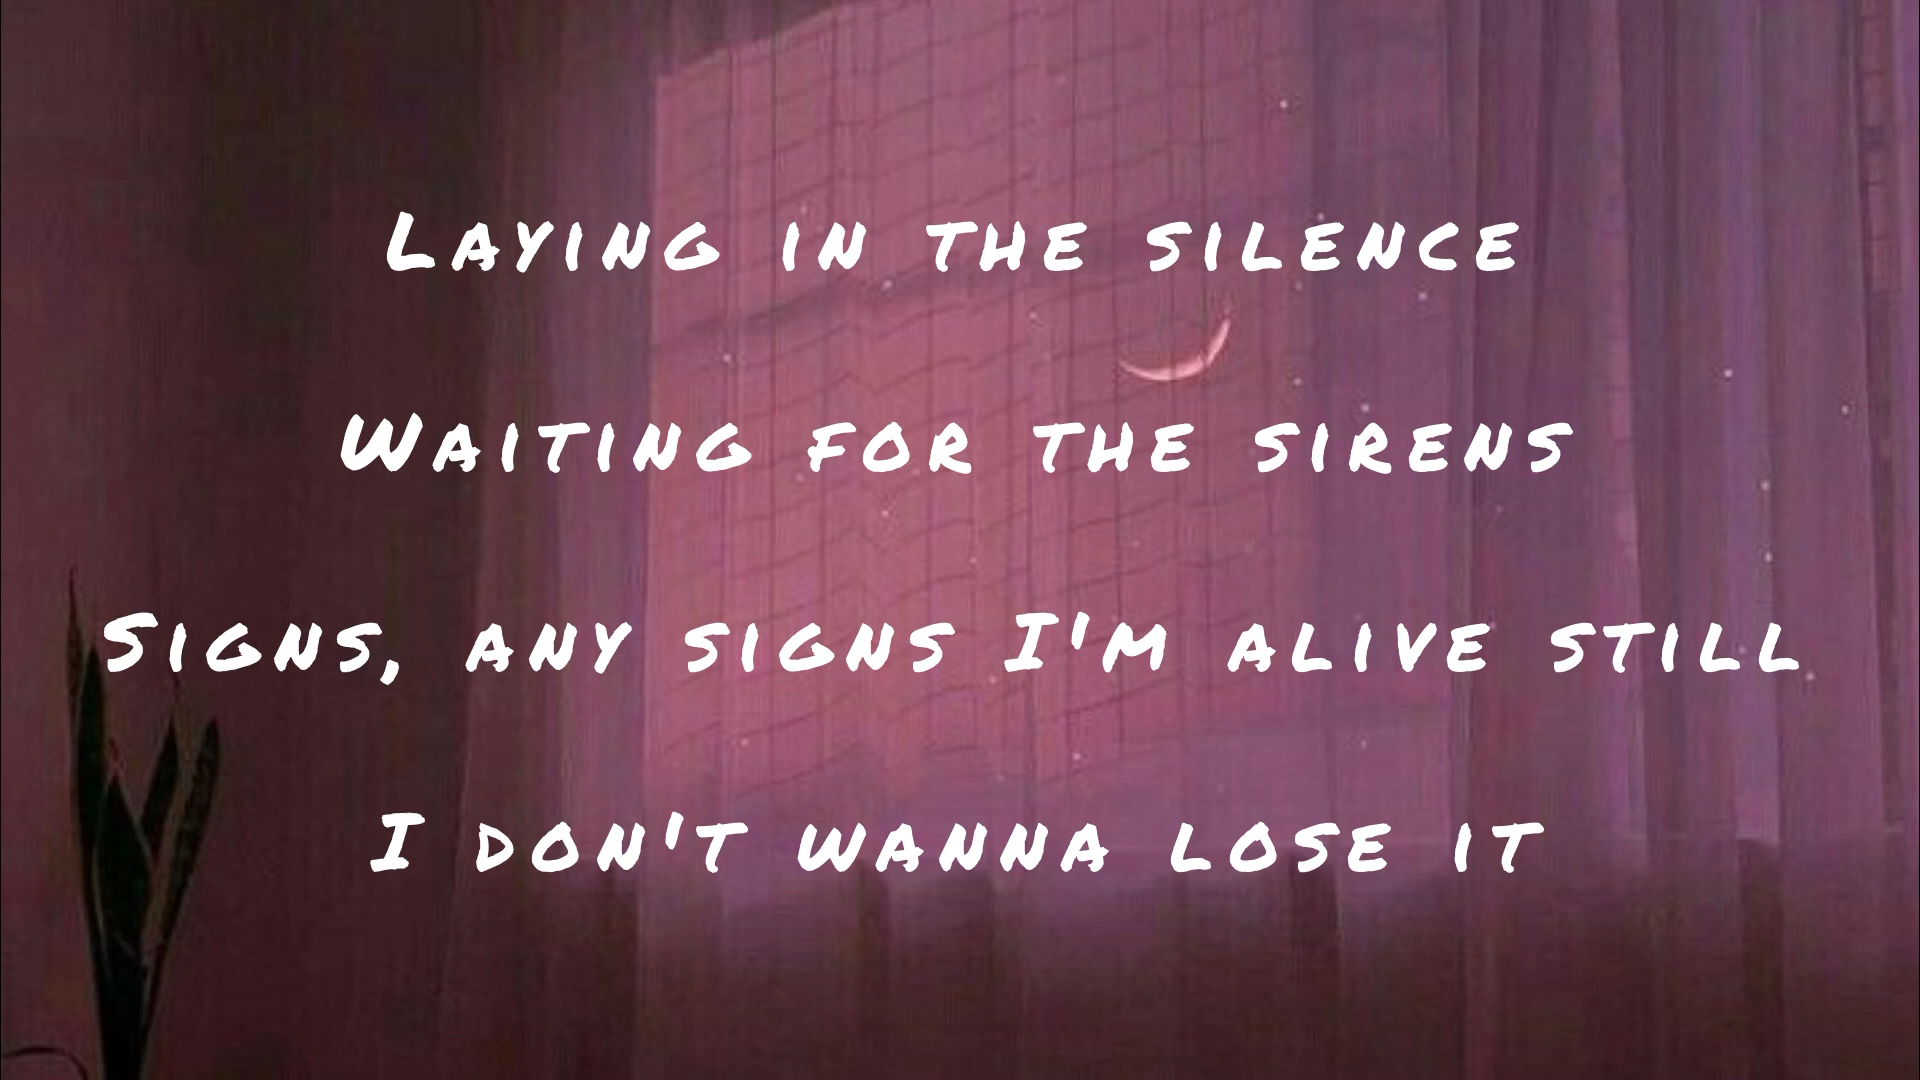 Laying in the silence
Waiting for the sirens
Signs, any signs I'm alive still
I don't wanna lose it